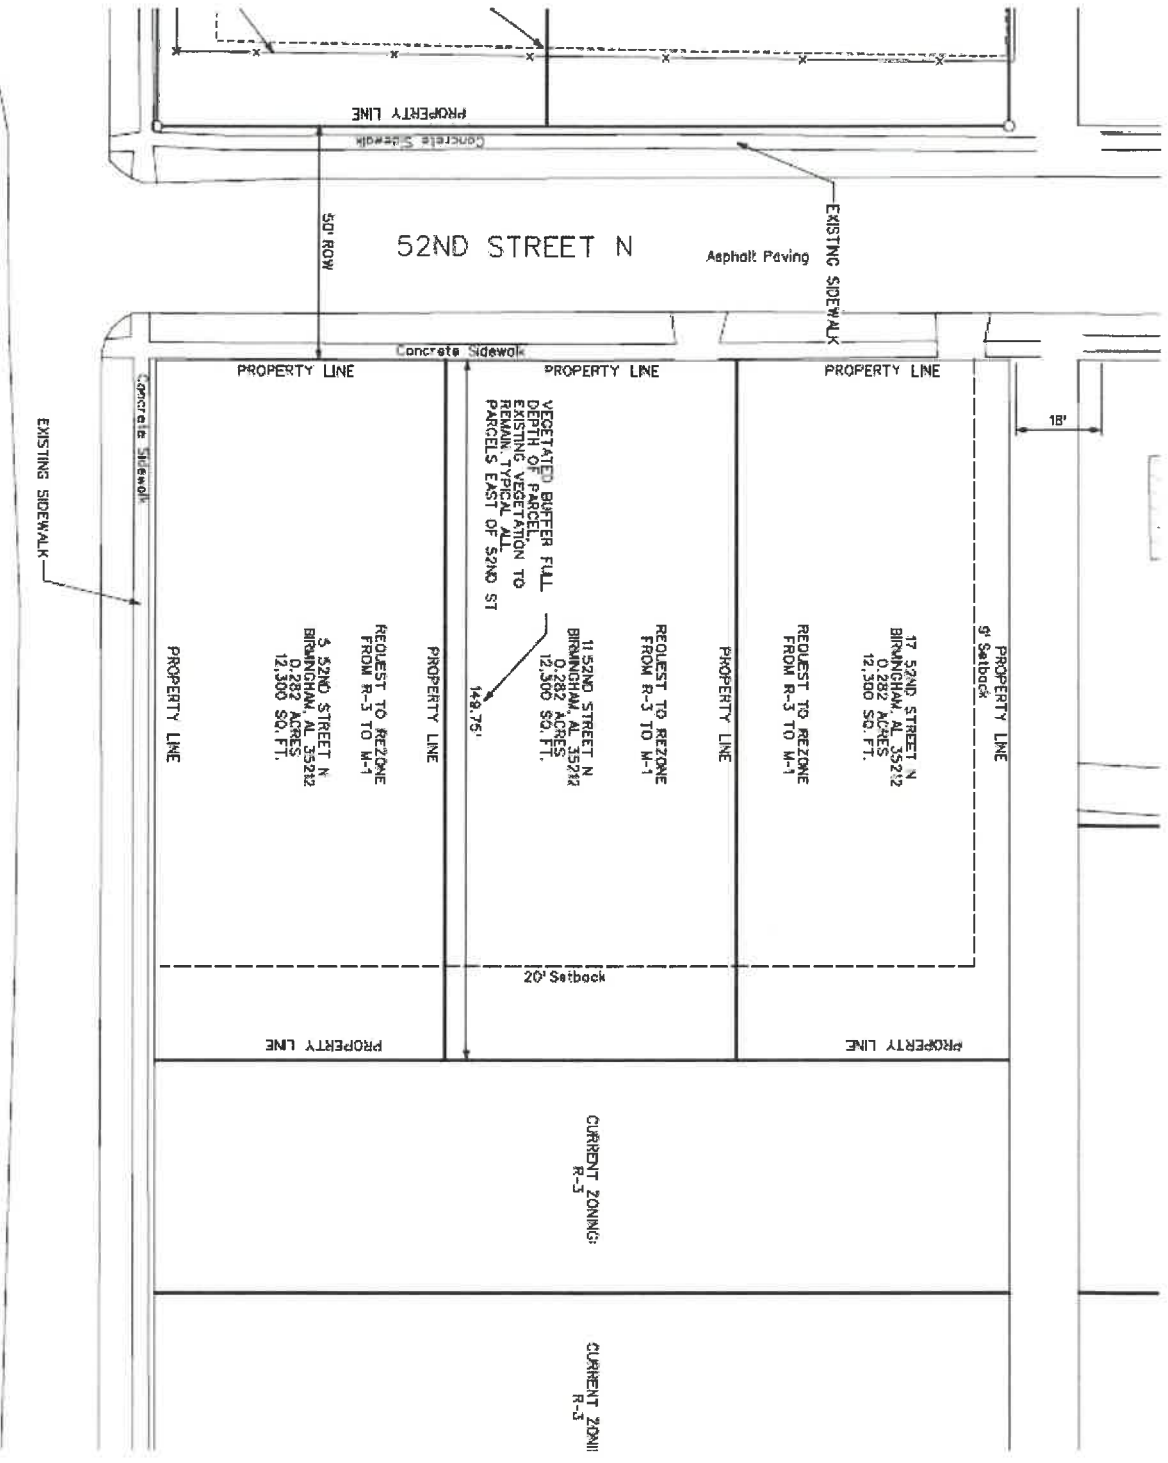 PROPERTY LINE
Concrete Sidewalk
50' ROW
52ND STREET N
Asphalt Paving
EXISTING SIDEWALK
Concrete Sidewalk
PROPERTY LINE
PROPERTY LINE
PROPERTY LINE
18'
Concrete Sidewalk
EXISTING SIDEWALK
VEGETATED BUFFER FULL
DEPTH OF PARCEL.
EXISTING VEGETATION TO
REMAIN. TYPICAL ALL
PARCELS EAST OF 52ND ST
149.75'
PROPERTY LINE
9' Setback
17 52ND STREET N
BIRMINGHAM, AL 35212
0.282 ACRES
12,300 SQ. FT.
REQUEST TO REZONE
FROM R-3 TO M-1
PROPERTY LINE
REQUEST TO REZONE
FROM R-3 TO M-1
11 52ND STREET N
BIRMINGHAM, AL 35212
0.282 ACRES
12,300 SQ. FT.
PROPERTY LINE
REQUEST TO REZONE
FROM R-3 TO M-1
5 52ND STREET N
BIRMINGHAM, AL 35212
0.282 ACRES
12,300 SQ. FT.
PROPERTY LINE
20' Setback
PROPERTY LINE
PROPERTY LINE
CURRENT ZONING:
R-3
CURRENT ZONI
R-3